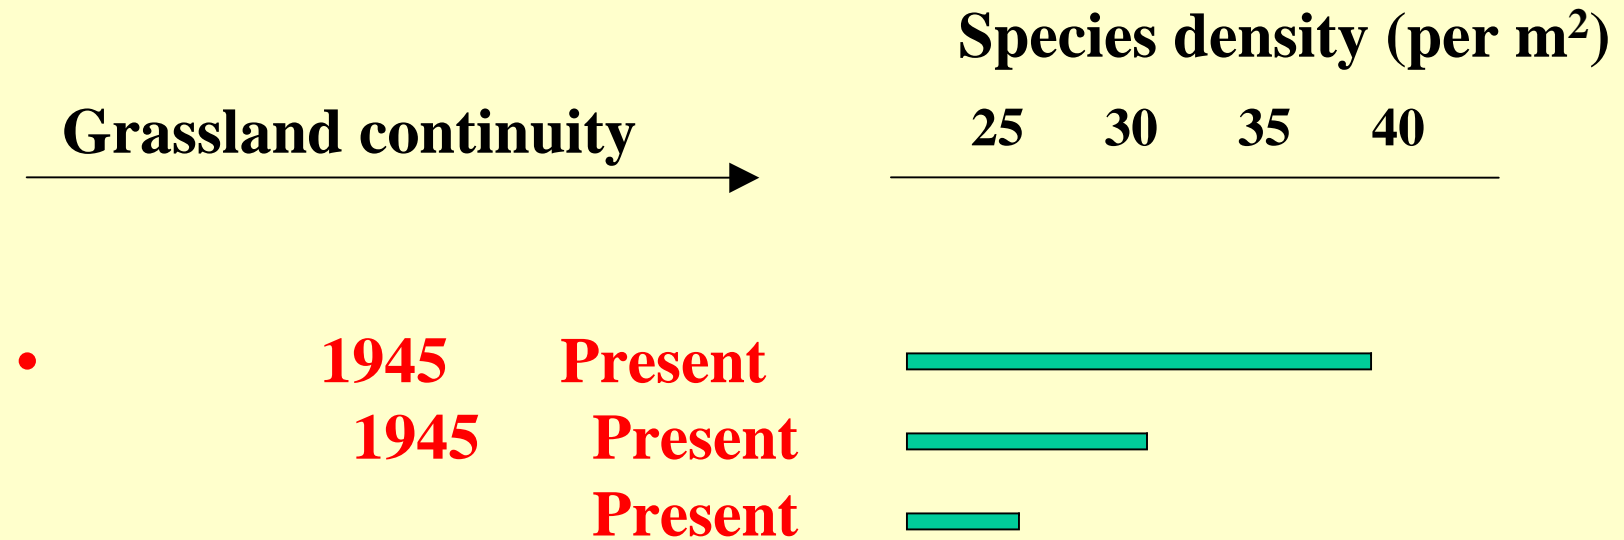 Species density (per m²)
Grassland continuity 25 30 35 40
• 1945 Present
1945 Present
Present